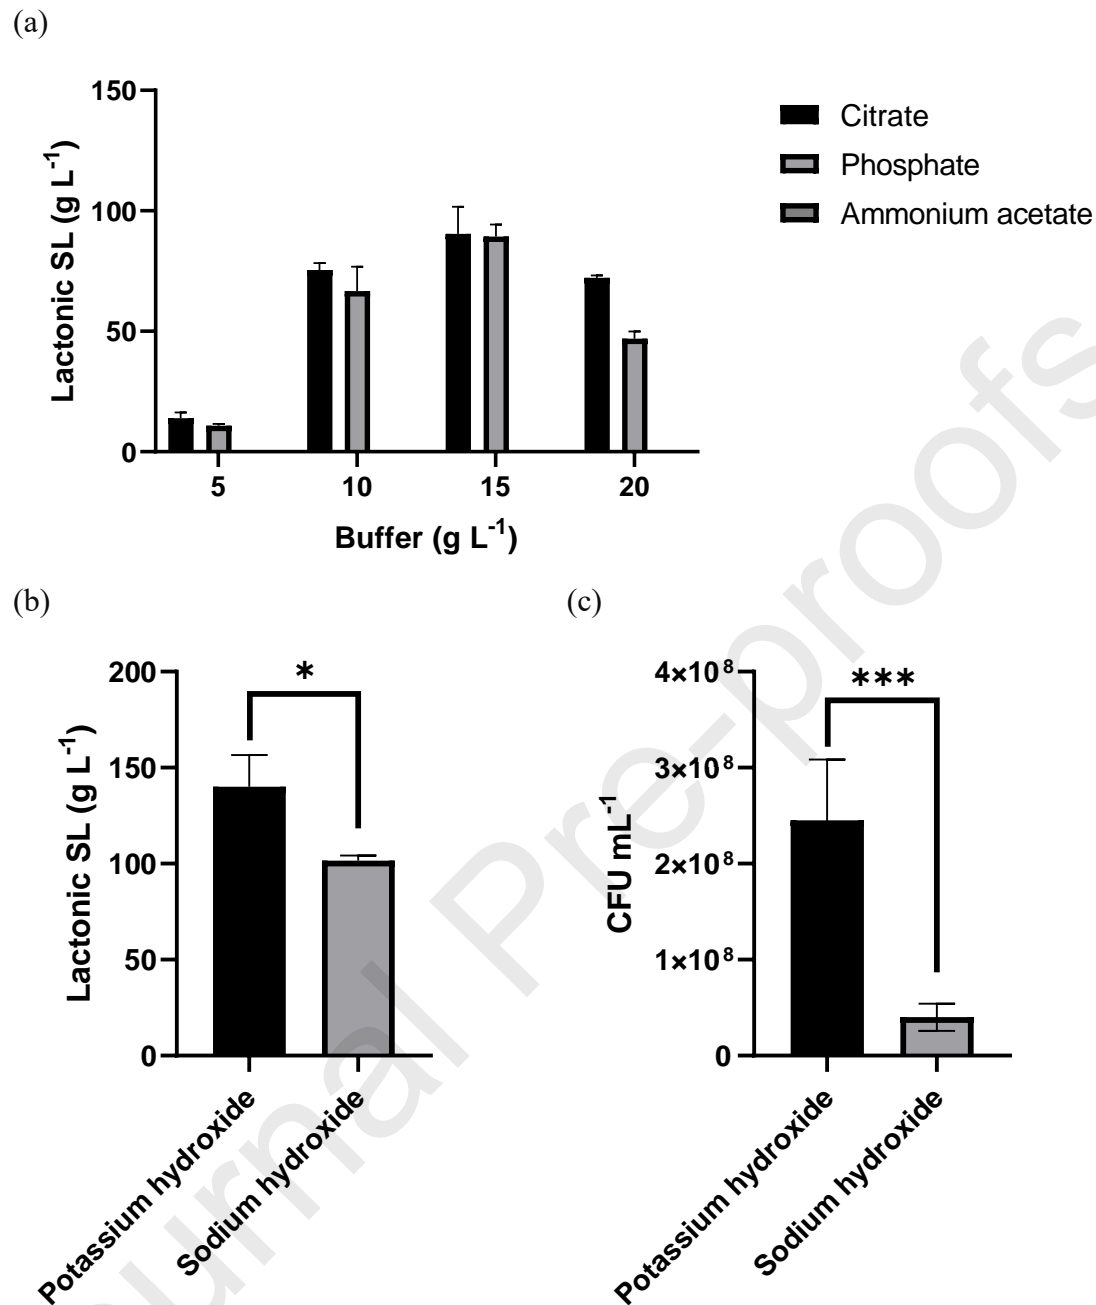 (a)
150
100
50
0
Lactonic SL (g L⁻¹)
5 10 15 20
Buffer (g L⁻¹)
Citrate
Phosphate
Ammonium acetate
(b)
200
150
100
50
0
Lactonic SL (g L⁻¹)
*
Potassium hydroxide
Sodium hydroxide
(c)
4×10⁸
3×10⁸
2×10⁸
1×10⁸
0
CFU mL⁻¹
***
Potassium hydroxide
Sodium hydroxide
urnal Pre-proofs